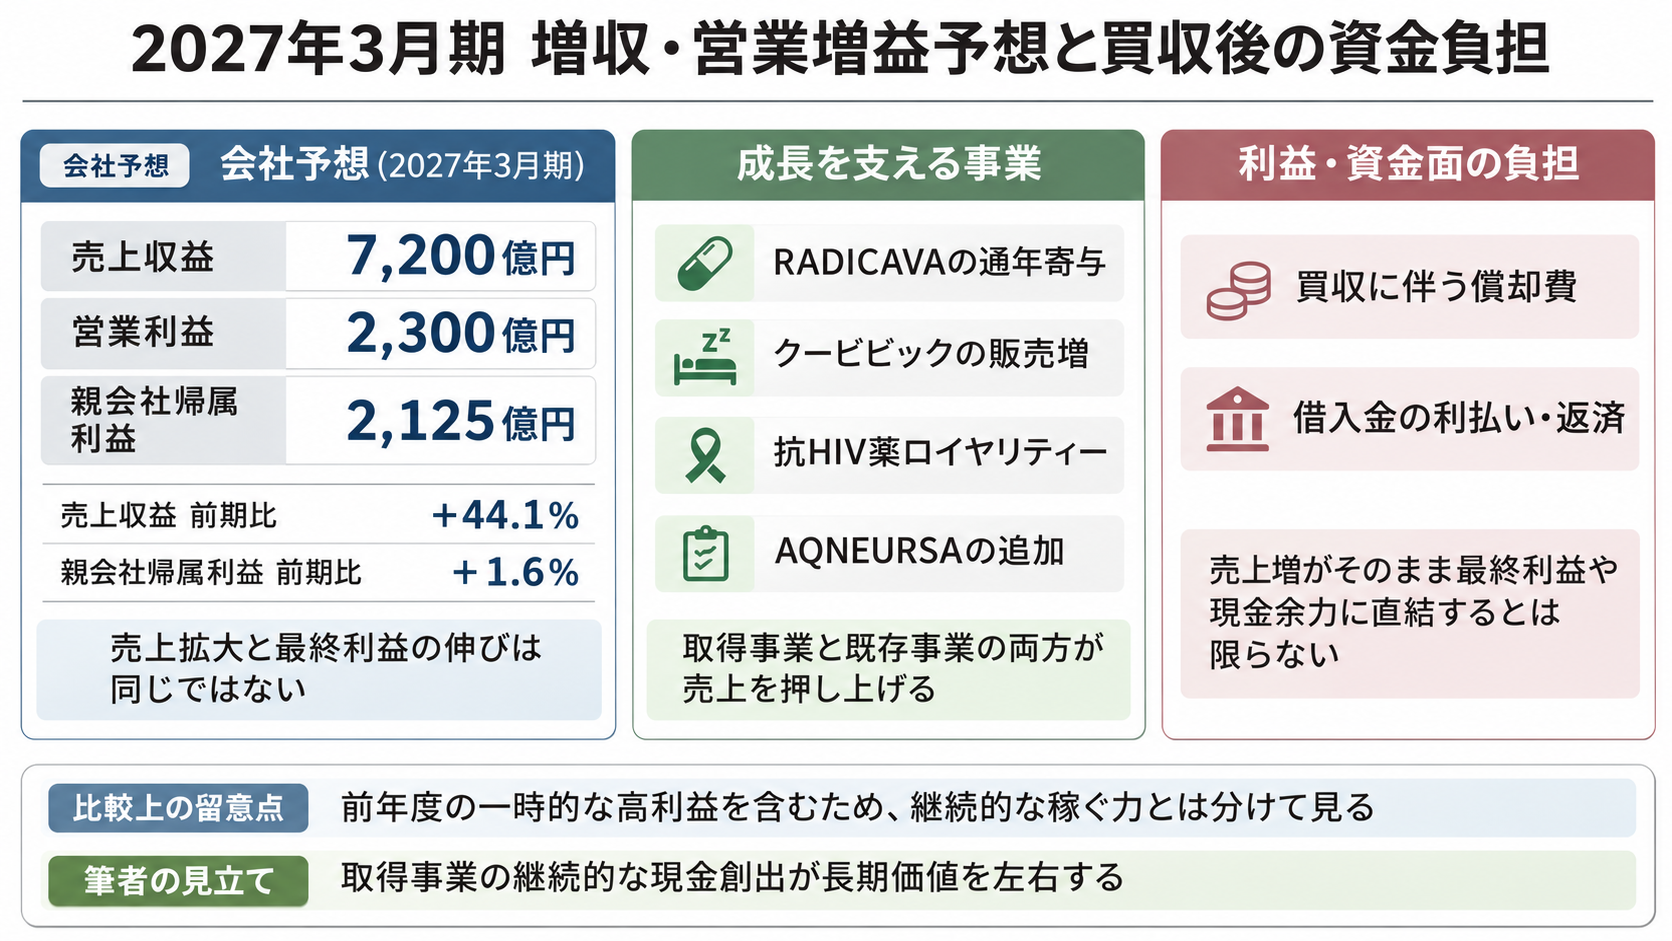 2027年3月期 増収・営業増益予想と買収後の資金負担
会社予想 会社予想(2027年3月期)
売上収益 7,200億円
営業利益 2,300億円
親会社帰属
利益
2,125億円
売上収益 前期比 +44.1%
親会社帰属利益 前期比 +1.6%
売上拡大と最終利益の伸びは
同じではない
成長を支える事業
RADICAVAの通年寄与
zz
クービビックの販売増
抗HIV薬ロイヤリティー
AQNEURSAの追加
取得事業と既存事業の両方が
売上を押し上げる
利益・資金面の負担
買収に伴う償却費
借入金の利払い・返済
売上増がそのまま最終利益や
現金余力に直結するとは
限らない
比較上の留意点 前年度の一時的な高利益を含むため、継続的な稼ぐ力とは分けて見る
筆者の見立て 取得事業の継続的な現金創出が長期価値を左右する